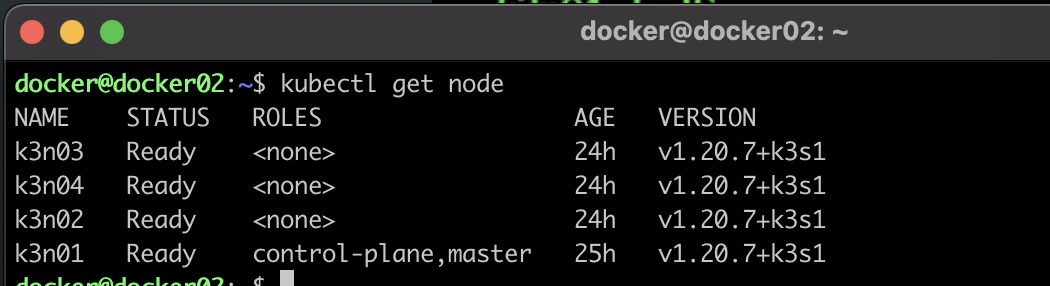 docker@docker02: ~
docker@docker02:~$ kubectl get node
NAME    STATUS   ROLES                  AGE   VERSION
k3n03   Ready    <none>                 24h   v1.20.7+k3s1
k3n04   Ready    <none>                 24h   v1.20.7+k3s1
k3n02   Ready    <none>                 24h   v1.20.7+k3s1
k3n01   Ready    control-plane,master   25h   v1.20.7+k3s1
docker@docker02:~$